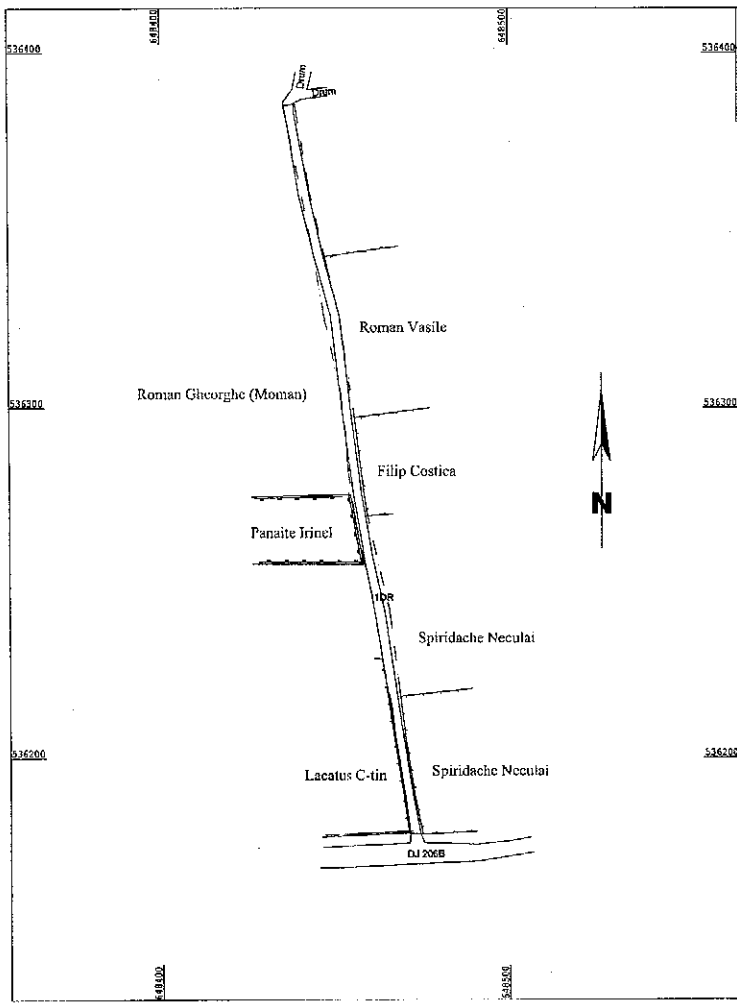 648400
648500
536400
536400
Drum
Drum
Roman Vasile
Roman Gheorghe (Moman)
536300
536300
Filip Costica
N
Panaite Irinel
1DR
Spiridache Neculai
536200
536200
Lacatus C-tin
Spiridache Neculai
DJ 206B
648400
648500